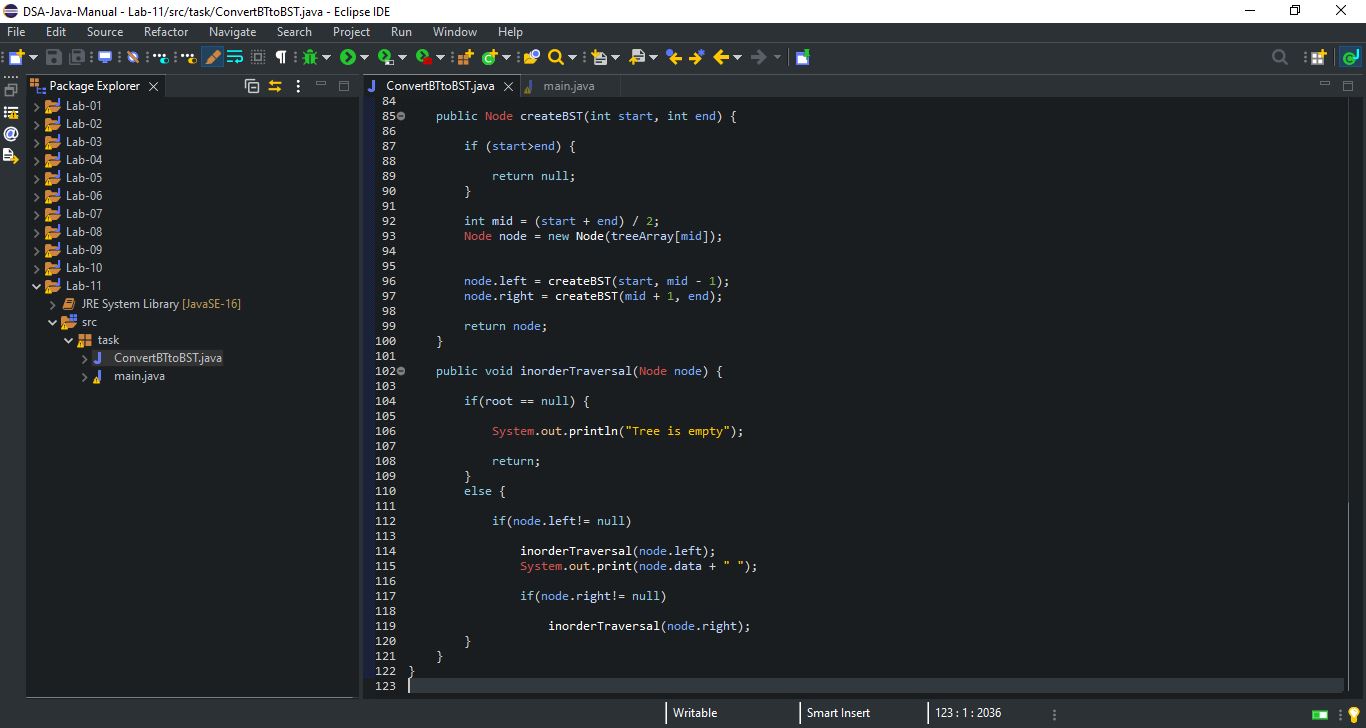 DSA-Java-Manual - Lab-11/src/task/ConvertBTtoBST.java - Eclipse IDE
File Edit Source Refactor Navigate Search Project Run Window Help
Package Explorer
Lab-01
Lab-02
Lab-03
Lab-04
Lab-05
Lab-06
Lab-07
Lab-08
Lab-09
Lab-10
Lab-11
JRE System Library [JavaSE-16]
src
task
ConvertBTtoBST.java
main.java
ConvertBTtoBST.java main.java
84
85 public Node createBST(int start, int end) {
86
87 if (start>end) {
88
89 return null;
90 }
91
92 int mid = (start + end) / 2;
93 Node node = new Node(treeArray[mid]);
94
95
96 node.left = createBST(start, mid - 1);
97 node.right = createBST(mid + 1, end);
98
99 return node;
100 }
101
102 public void inorderTraversal(Node node) {
103
104 if(root == null) {
105
106 System.out.println("Tree is empty");
107
108 return;
109 }
110 else {
111
112 if(node.left!= null)
113
114 inorderTraversal(node.left);
115 System.out.print(node.data + " ");
116
117 if(node.right!= null)
118
119 inorderTraversal(node.right);
120 }
121 }
122 }
123
Writable Smart Insert 123 : 1 : 2036